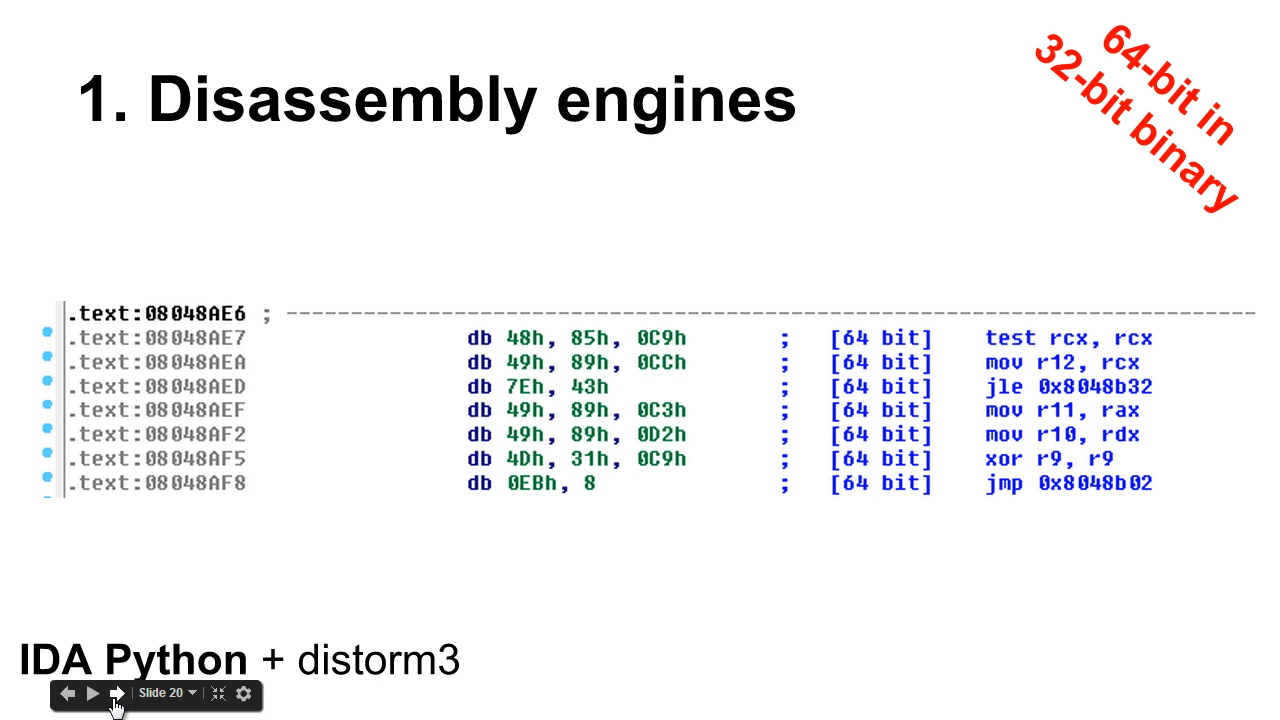 1. Disassembly engines
64-bit in
32-bit binary
.text:08048AE6 ; ---------------------------------------------------------------------------
.text:08048AE7 db 48h, 85h, 0C9h ; [64 bit] test rcx, rcx
.text:08048AEA db 49h, 89h, 0CCh ; [64 bit] mov r12, rcx
.text:08048AED db 7Eh, 43h ; [64 bit] jle 0x8048b32
.text:08048AEF db 49h, 89h, 0C3h ; [64 bit] mov r11, rax
.text:08048AF2 db 49h, 89h, 0D2h ; [64 bit] mov r10, rdx
.text:08048AF5 db 4Dh, 31h, 0C9h ; [64 bit] xor r9, r9
.text:08048AF8 db 0EBh, 8 ; [64 bit] jmp 0x8048b02
IDA Python + distorm3
Slide 20